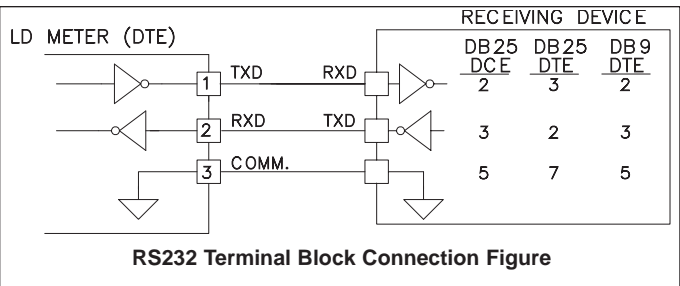 RECEIVING DEVICE
LD METER (DTE)
DB25 DB25 DB9
DCE DTE DTE
1 TXD RXD 2 3 2
2 RXD TXD 3 2 3
3 COMM. 5 7 5
RS232 Terminal Block Connection Figure